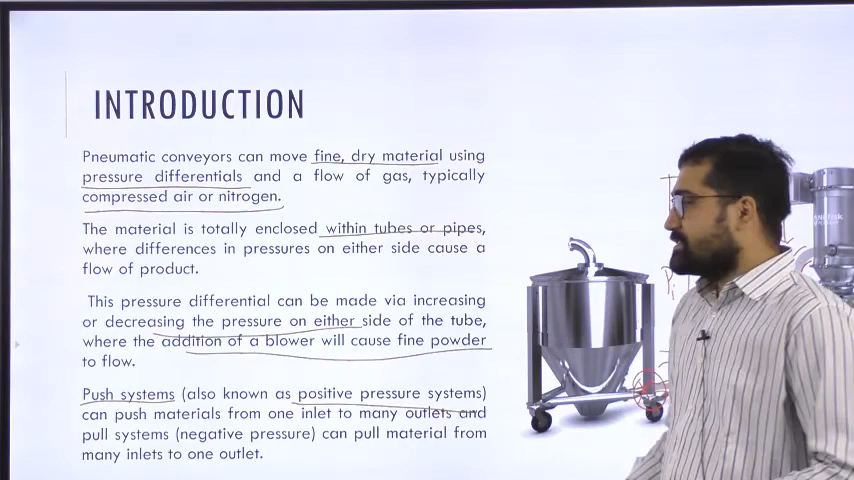 INTRODUCTION
Pneumatic conveyors can move fine, dry material using
pressure differentials and a flow of gas, typically
compressed air or nitrogen.
The material is totally enclosed within tubes or pipes,
where differences in pressures on either side cause a
flow of product.
This pressure differential can be made via increasing
or decreasing the pressure on either side of the tube,
where the addition of a blower will cause fine powder
to flow.
Push systems (also known as positive pressure systems)
can push materials from one inlet to many outlets and
pull systems (negative pressure) can pull material from
many inlets to one outlet.
P₁